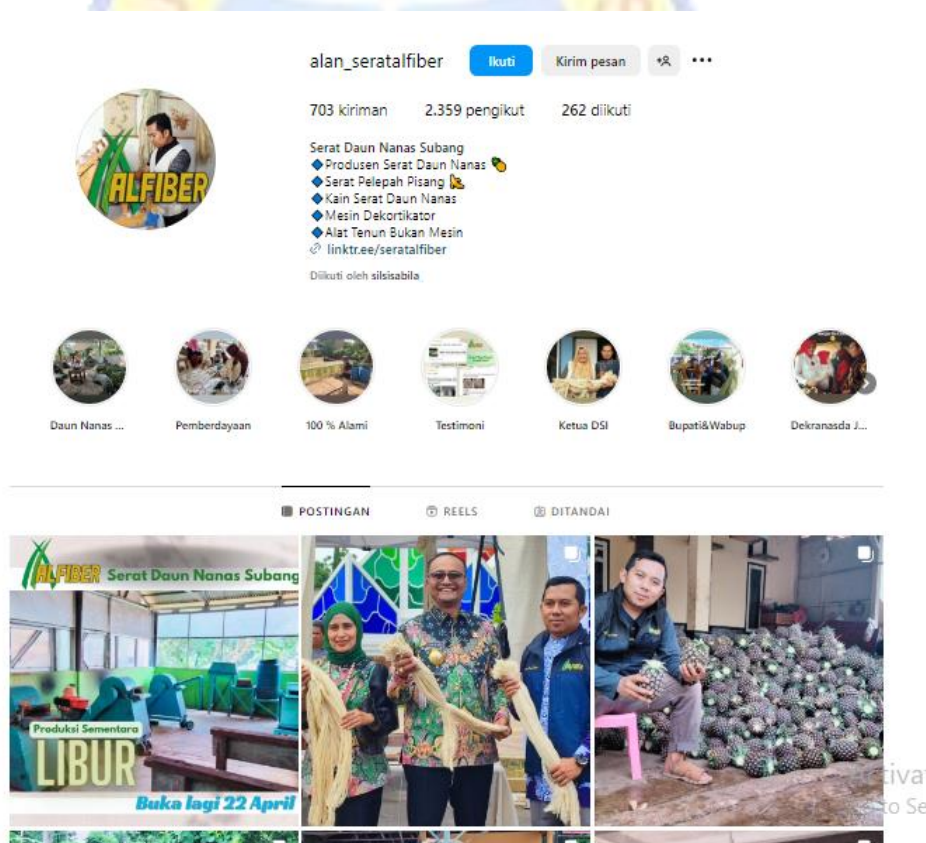 alan_seratalfiber Ikuti Kirim pesan
703 kiriman 2.359 pengikut 262 diikuti
Serat Daun Nanas Subang
Produsen Serat Daun Nanas
Serat Pelepah Pisang
Kain Serat Daun Nanas
Mesin Dekortikator
Alat Tenun Bukan Mesin
linktr.ee/seratalfiber
Diikuti oleh silsisabila
ALFIBER
Daun Nanas ... Pemberdayaan 100 % Alami Testimoni Ketua DSI Bupati&Wabup Dekranasda J...
POSTINGAN REELS DITANDAI
ALFIBER Serat Daun Nanas Subang
Produksi Sementara
LIBUR
Buka lagi 22 April
tiva
to Se